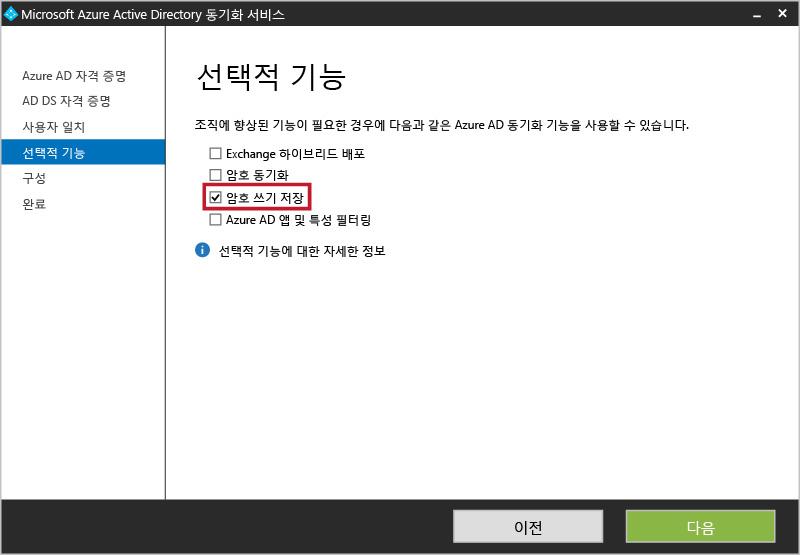 Microsoft Azure Active Directory 동기화 서비스
Azure AD 자격 증명
AD DS 자격 증명
사용자 일치
선택적 기능
구성
완료
선택적 기능
조직에 향상된 기능이 필요한 경우에 다음과 같은 Azure AD 동기화 기능을 사용할 수 있습니다.
Exchange 하이브리드 배포
암호 동기화
암호 쓰기 저장
Azure AD 앱 및 특성 필터링
선택적 기능에 대한 자세한 정보
이전
다음